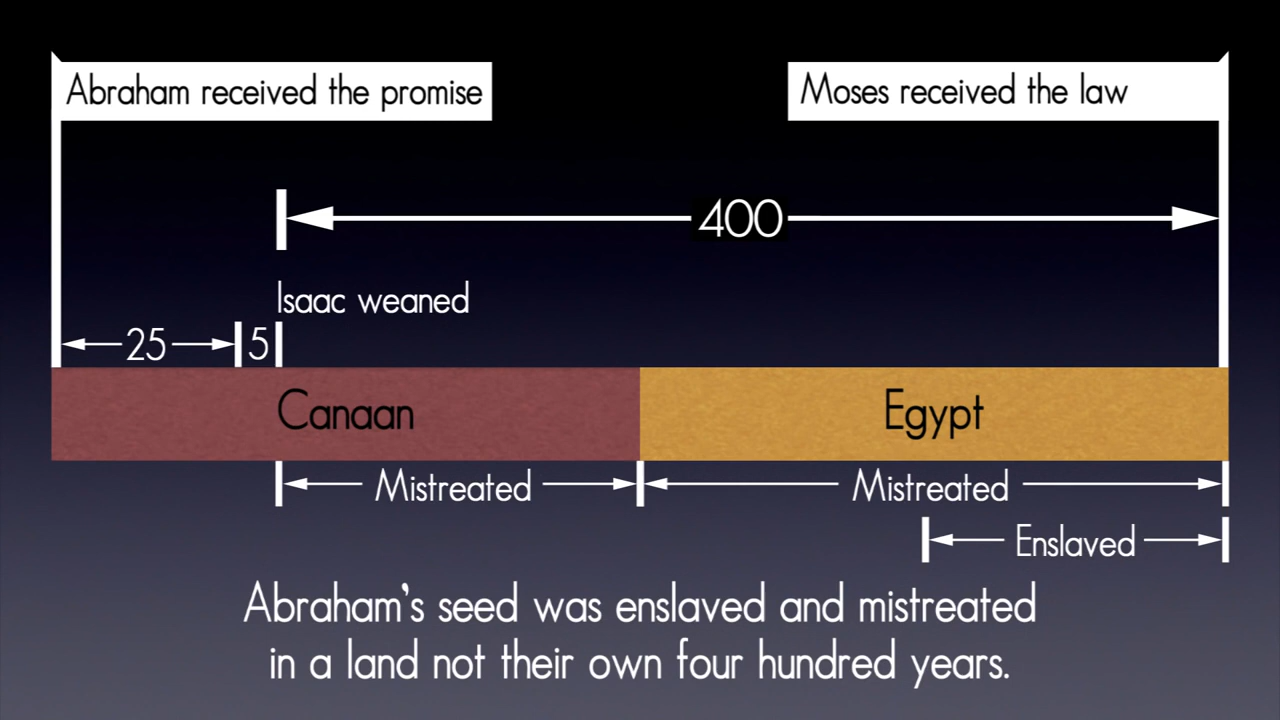 Abraham received the promise
Moses received the law
400
Isaac weaned
25 5
Canaan Egypt
Mistreated Mistreated
Enslaved
Abraham's seed was enslaved and mistreated
in a land not their own four hundred years.